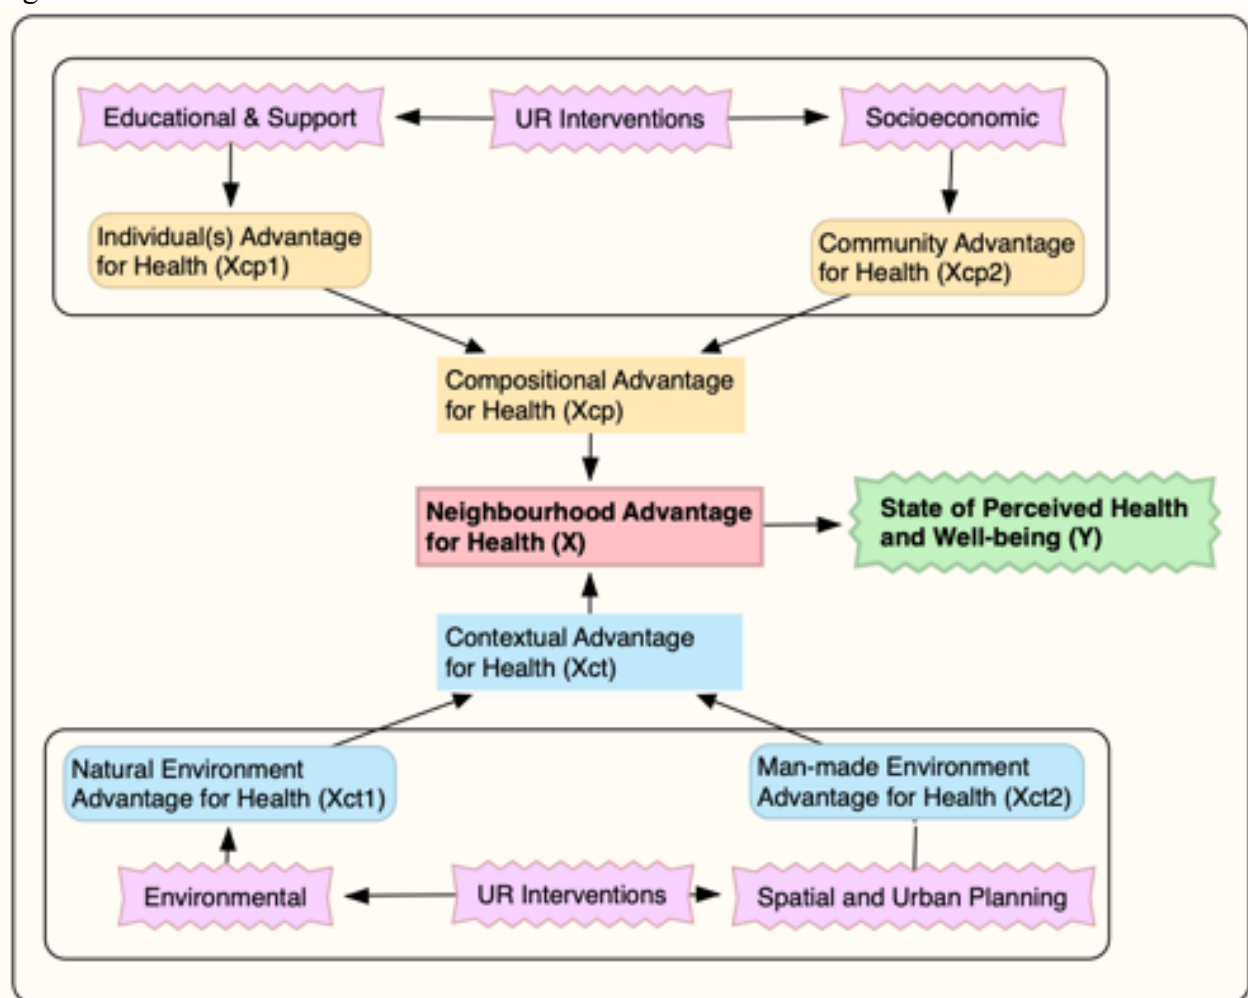 Educational & Support
UR Interventions
Socioeconomic
Individual(s) Advantage
for Health (Xcp1)
Community Advantage
for Health (Xcp2)
Compositional Advantage
for Health (Xcp)
Neighbourhood Advantage
for Health (X)
State of Perceived Health
and Well-being (Y)
Contextual Advantage
for Health (Xct)
Natural Environment
Advantage for Health (Xct1)
Man-made Environment
Advantage for Health (Xct2)
Environmental
UR Interventions
Spatial and Urban Planning